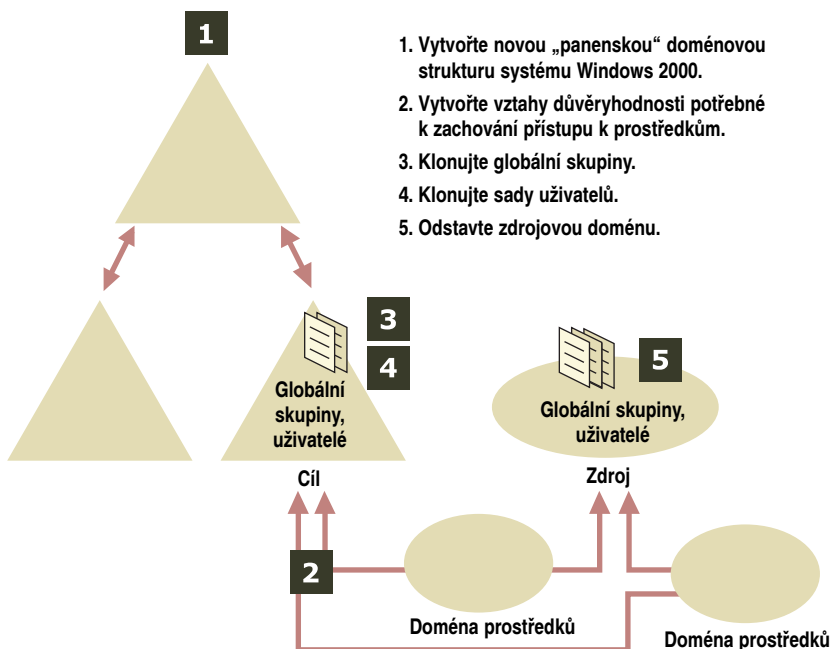 1
1. Vytvořte novou „panenskou“ doménovou
strukturu systému Windows 2000.
2. Vytvořte vztahy důvěryhodnosti potřebné
k zachování přístupu k prostředkům.
3. Klonujte globální skupiny.
4. Klonujte sady uživatelů.
5. Odstavte zdrojovou doménu.
3
4
5
Globální
skupiny,
uživatelé
Globální skupiny,
uživatelé
Cíl
Zdroj
2
Doména prostředků
Doména prostředků